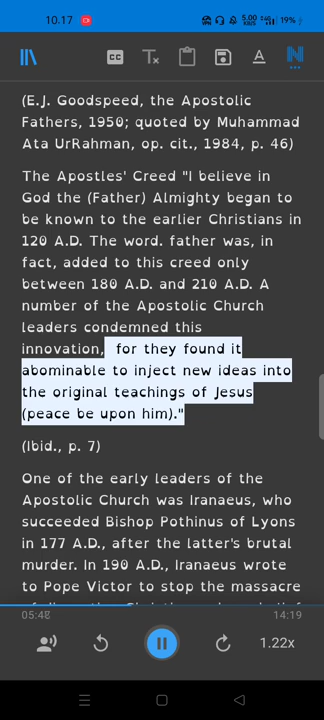 10.17
5.00
KB/S
19%
CC
(E.J. Goodspeed, the Apostolic
Fathers, 1950; quoted by Muhammad
Ata UrRahman, op. cit., 1984, p. 46)
The Apostles' Creed "I believe in
God the (Father) Almighty began to
be known to the earlier Christians in
120 A.D. The word. father was, in
fact, added to this creed only
between 180 A.D. and 210 A.D. A
number of the Apostolic Church
leaders condemned this
innovation, for they found it
abominable to inject new ideas into
the original teachings of Jesus
(peace be upon him)."
(Ibid., p. 7)
One of the early leaders of the
Apostolic Church was Iranaeus, who
succeeded Bishop Pothinus of Lyons
in 177 A.D., after the latter's brutal
murder. In 190 A.D., Iranaeus wrote
to Pope Victor to stop the massacre
05:48
14:19
1.22x